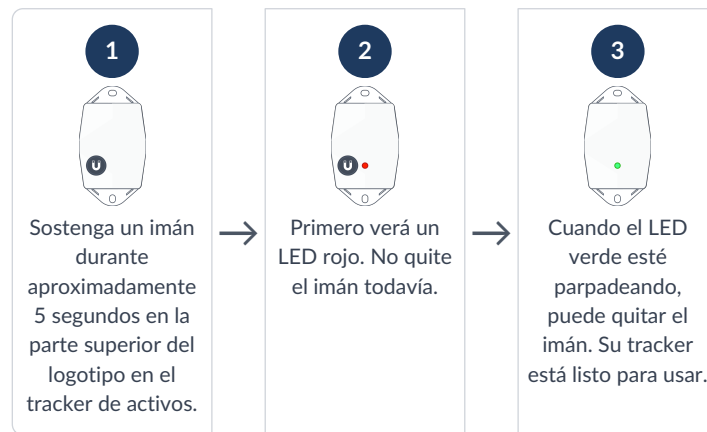 1
Sostenga un imán
durante
aproximadamente
5 segundos en la
parte superior del
logotipo en el
tracker de activos.
2
Primero verá un
LED rojo. No quite
el imán todavía.
3
Cuando el LED
verde esté
parpadeando,
puede quitar el
imán. Su tracker
está listo para usar.